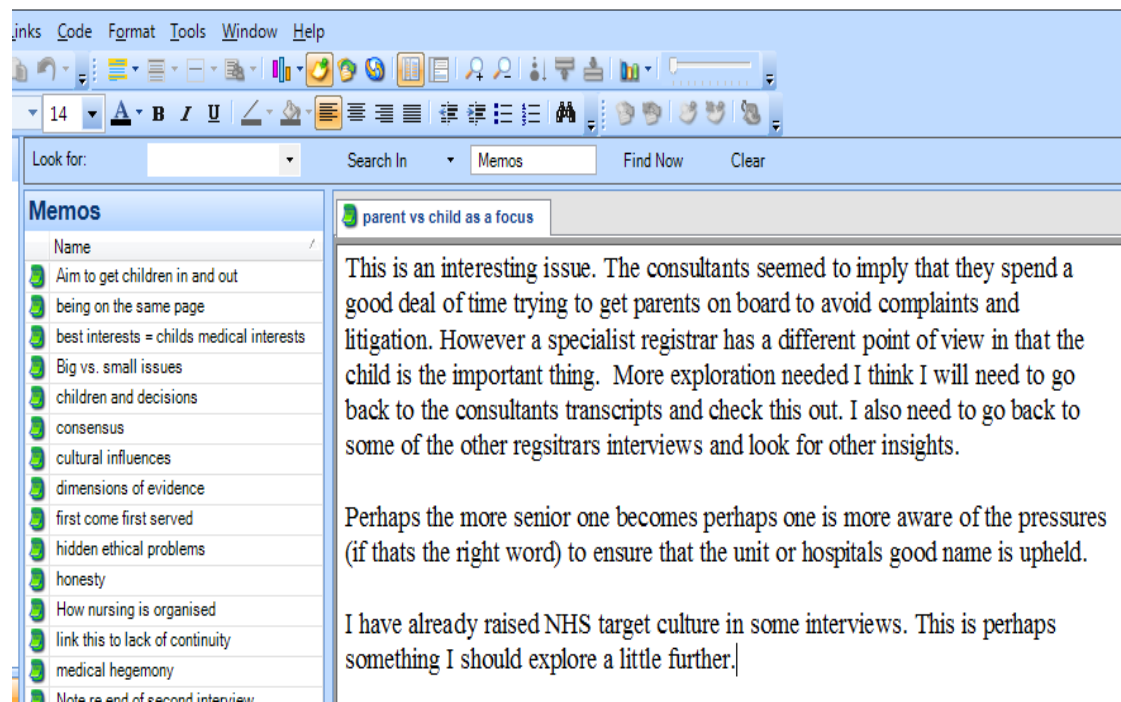 inks Code Format Tools Window Help
14 A B I U
Look for: Search In Memos Find Now Clear
Memos
Name
Aim to get children in and out
being on the same page
best interests = childs medical interests
Big vs. small issues
children and decisions
consensus
cultural influences
dimensions of evidence
first come first served
hidden ethical problems
honesty
How nursing is organised
link this to lack of continuity
medical hegemony
Note re end of second interview
parent vs child as a focus
This is an interesting issue. The consultants seemed to imply that they spend a
good deal of time trying to get parents on board to avoid complaints and
litigation. However a specialist registrar has a different point of view in that the
child is the important thing.  More exploration needed I think I will need to go
back to the consultants transcripts and check this out. I also need to go back to
some of the other regsitrars interviews and look for other insights.
Perhaps the more senior one becomes perhaps one is more aware of the pressures
(if thats the right word) to ensure that the unit or hospitals good name is upheld.
I have already raised NHS target culture in some interviews. This is perhaps
something I should explore a little further.